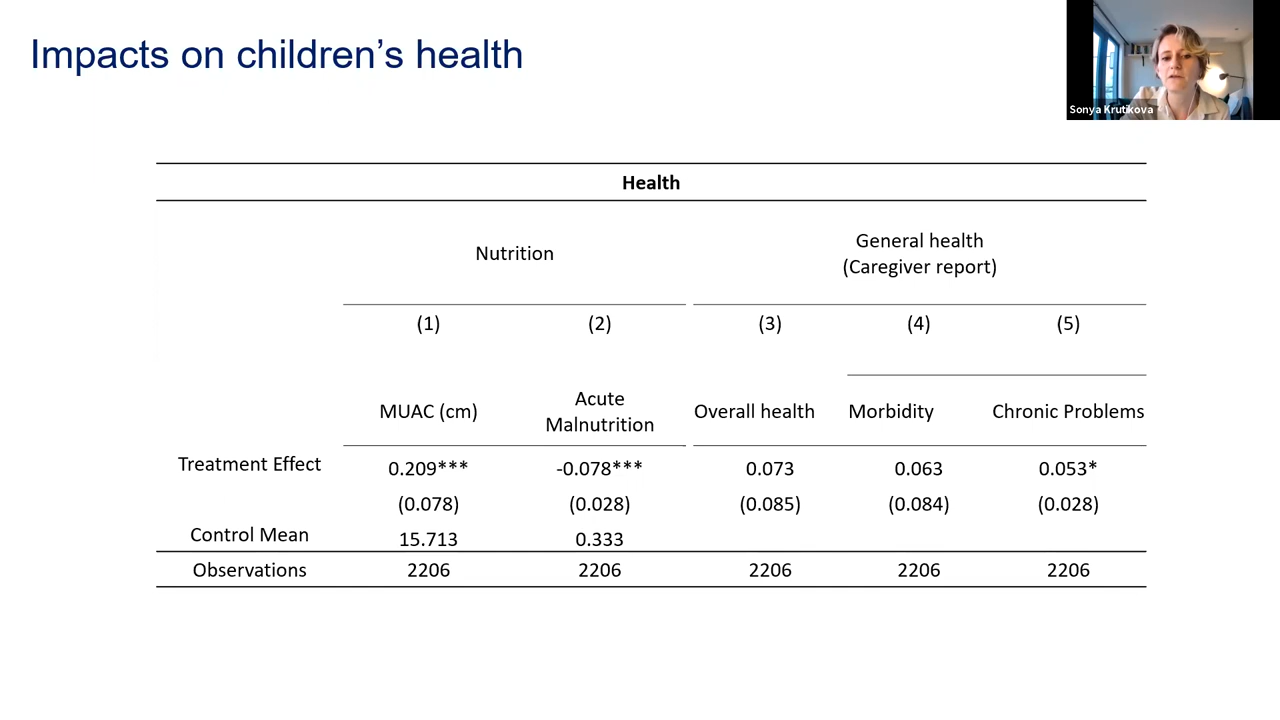 Impacts on children's health
Sonya Krutikova
Health
Nutrition
General health
(Caregiver report)
(1) (2) (3) (4) (5)
MUAC (cm) Acute Malnutrition Overall health Morbidity Chronic Problems
Treatment Effect 0.209*** -0.078*** 0.073 0.063 0.053*
(0.078) (0.028) (0.085) (0.084) (0.028)
Control Mean 15.713 0.333
Observations 2206 2206 2206 2206 2206